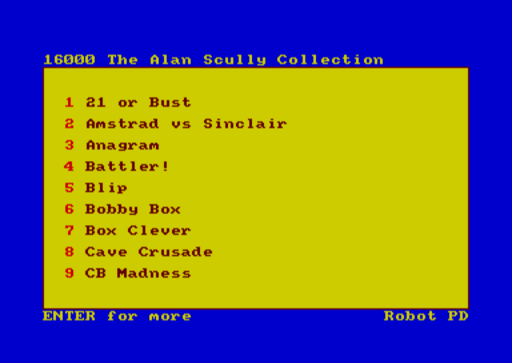 16000 The Alan Scully Collection
1 21 or Bust
2 Amstrad vs Sinclair
3 Anagram
4 Battler!
5 Blip
6 Bobby Box
7 Box Clever
8 Cave Crusade
9 CB Madness
ENTER for more Robot PD